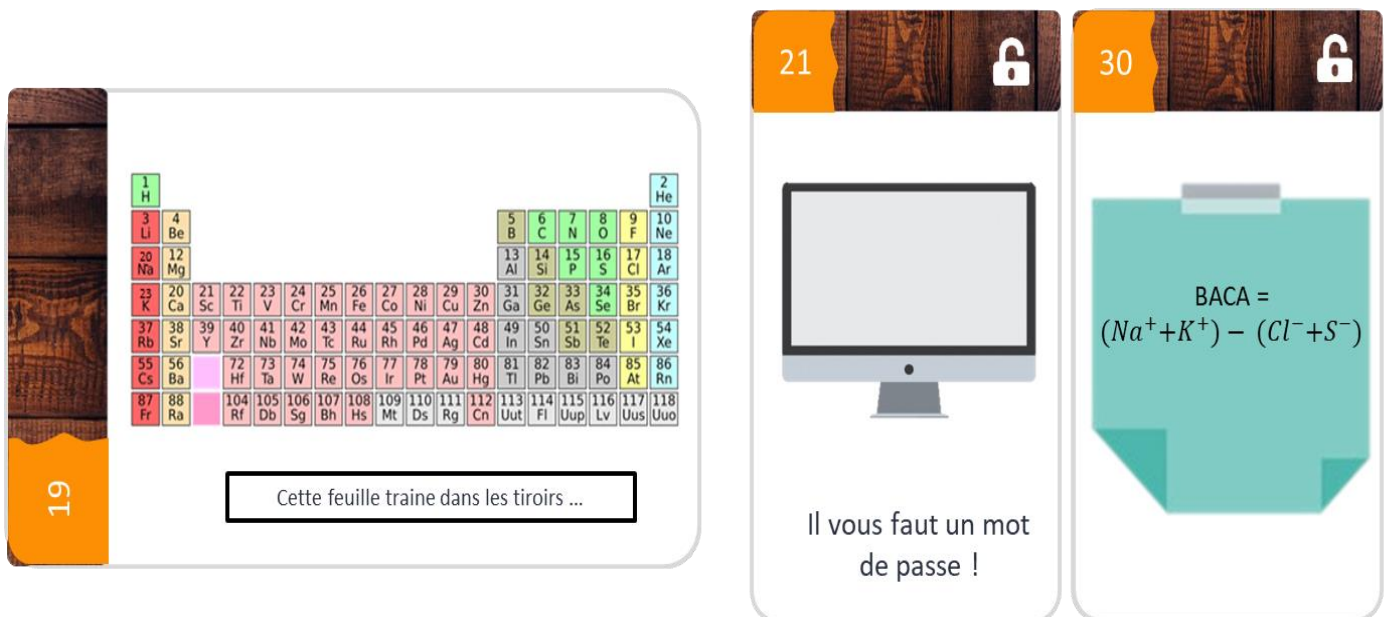 19
1 2
H He
3 4 5 6 7 8 9 10
Li Be B C N O F Ne
20 12 13 14 15 16 17 18
Na Mg Al Si P S Cl Ar
23 20 21 22 23 24 25 26 27 28 29 30 31 32 33 34 35 36
K Ca Sc Ti V Cr Mn Fe Co Ni Cu Zn Ga Ge As Se Br Kr
37 38 39 40 41 42 43 44 45 46 47 48 49 50 51 52 53 54
Rb Sr Y Zr Nb Mo Tc Ru Rh Pd Ag Cd In Sn Sb Te I Xe
55 56 72 73 74 75 76 77 78 79 80 81 82 83 84 85 86
Cs Ba Hf Ta W Re Os Ir Pt Au Hg Tl Pb Bi Po At Rn
87 88 104 105 106 107 108 109 110 111 112 113 114 115 116 117 118
Fr Ra Rf Db Sg Bh Hs Mt Ds Rg Cn Uut Fl Uup Lv Uus Uuo
Cette feuille traine dans les tiroirs ...
21
Il vous faut un mot
de passe !
30
BACA =
(Na⁺+K⁺) − (Cl⁻+S⁻)